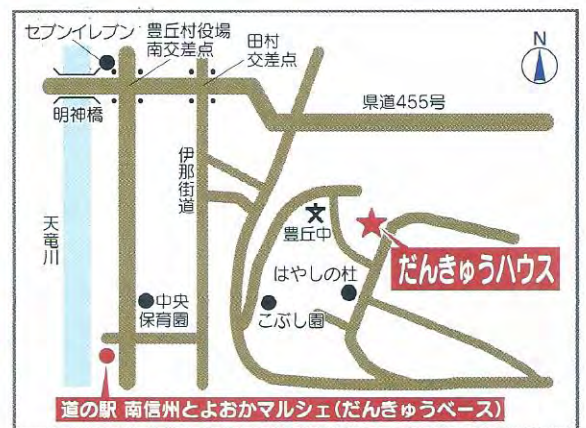 セブンイレブン
豊丘村役場
南交差点
田村
交差点
N
明神橋
県道455号
伊那街道
天竜川
豊丘中
だんきゅうハウス
はやしの杜
中央
保育園
こぶし園
道の駅 南信州とよおかマルシェ(だんきゅうベース)